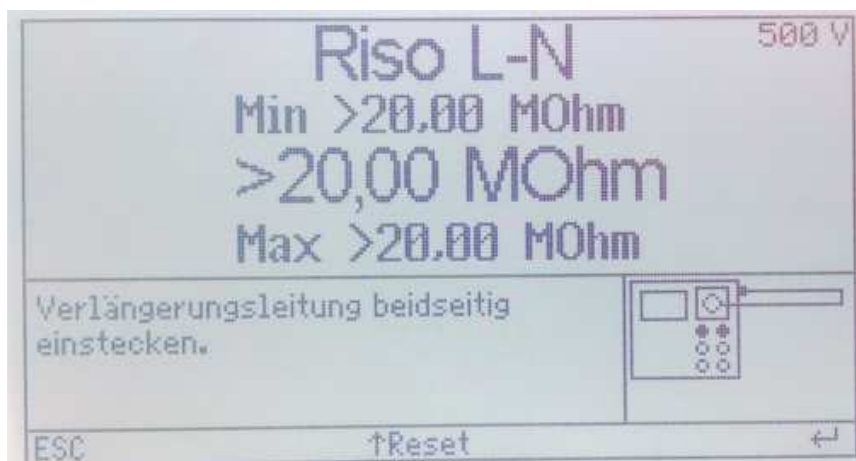 Riso L-N
500 V
Min >20.00 MOhm
>20,00 MOhm
Max >20.00 MOhm
Verlängerungsleitung beidseitig
einstecken.
ESC ↑Reset ↵